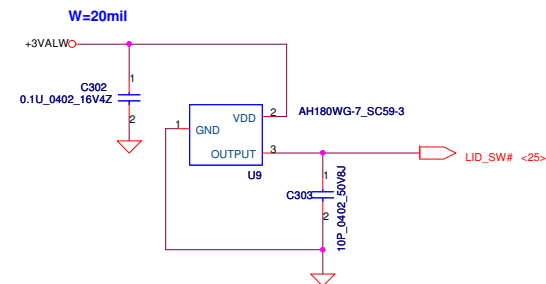 W=20mil
+3VALW
1
C302
0.1U_0402_16V4Z
2
VDD
2
AH180WG-7_SC59-3
1
GND
OUTPUT
3
U9
LID_SW# <25>
1
C303
2
10P_0402_50V8J